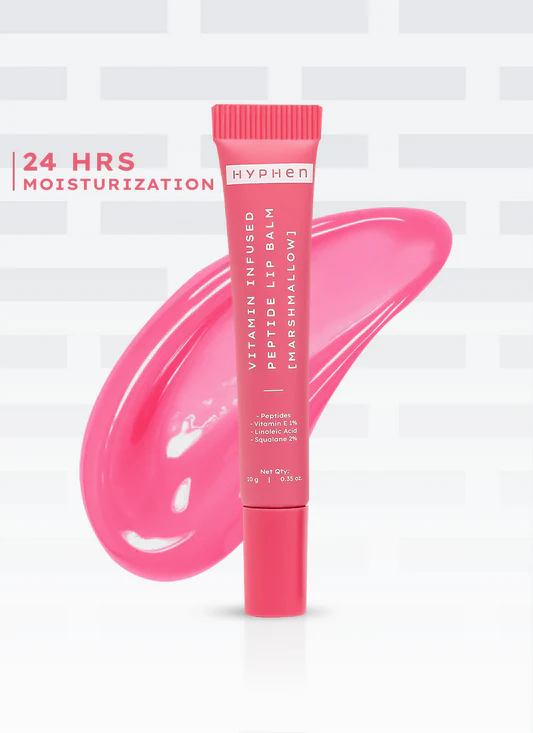 24 HRS
MOISTURIZATION
HYPHEN
VITAMIN INFUSED
PEPTIDE LIP BALM
[MARSHMALLOW]
- Peptides
- Vitamin E 1%
- Linoleic Acid
- Squalane 2%
Net Qty:
10 g | 0.35 oz.